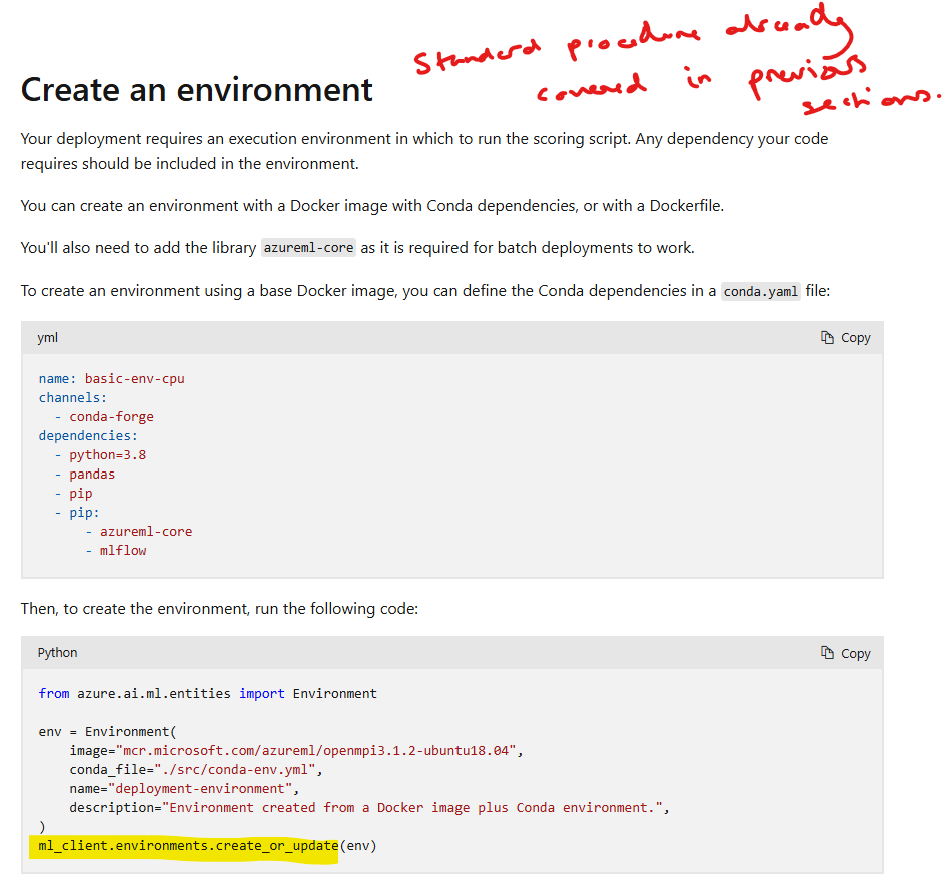 Standard procedure already
covered in previous
sections.
Create an environment
Your deployment requires an execution environment in which to run the scoring script. Any dependency your code
requires should be included in the environment.
You can create an environment with a Docker image with Conda dependencies, or with a Dockerfile.
You'll also need to add the library azureml-core as it is required for batch deployments to work.
To create an environment using a base Docker image, you can define the Conda dependencies in a conda.yaml file:
yml
Copy
name: basic-env-cpu
channels:
  - conda-forge
dependencies:
  - python=3.8
  - pandas
  - pip
  - pip:
      - azureml-core
      - mlflow
Then, to create the environment, run the following code:
Python
Copy
from azure.ai.ml.entities import Environment
env = Environment(
    image="mcr.microsoft.com/azureml/openmpi3.1.2-ubuntu18.04",
    conda_file="./src/conda-env.yml",
    name="deployment-environment",
    description="Environment created from a Docker image plus Conda environment.",
)
ml_client.environments.create_or_update(env)